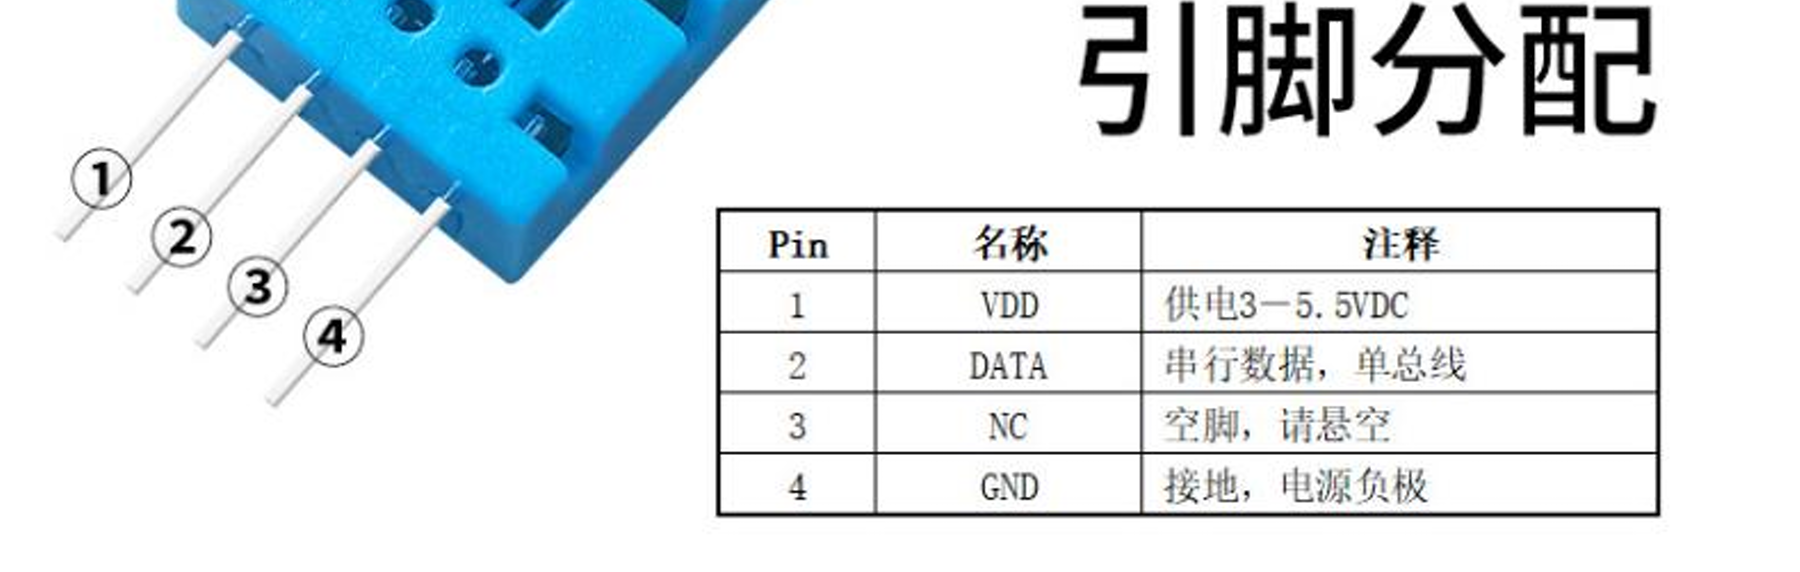 引脚分配
①
②
③
④
Pin 名称 注释
1 VDD 供电3－5.5VDC
2 DATA 串行数据，单总线
3 NC 空脚，请悬空
4 GND 接地，电源负极